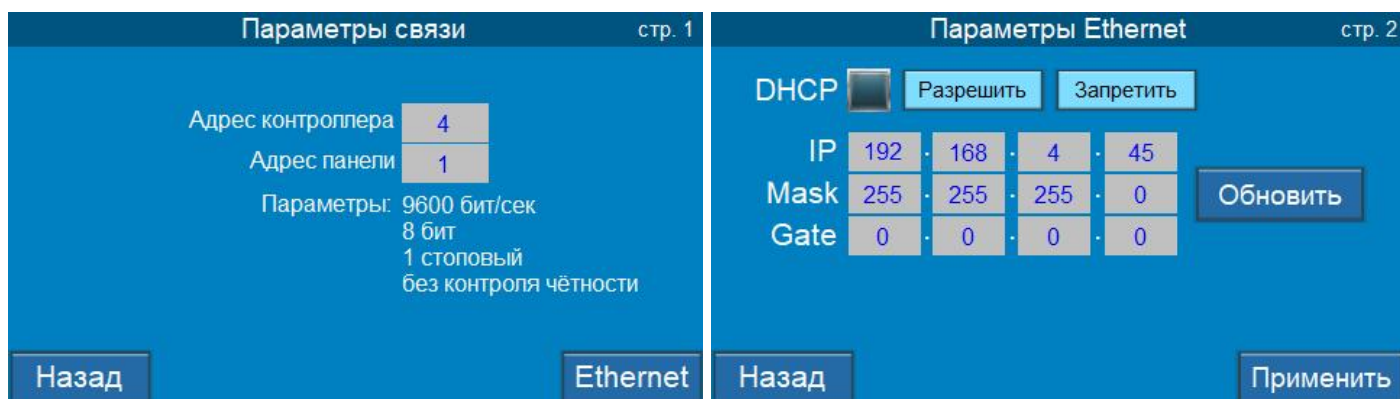 Параметры связи стр. 1
Адрес контроллера 4
Адрес панели 1
Параметры: 9600 бит/сек
8 бит
1 стоповый
без контроля чётности
Назад Ethernet
Параметры Ethernet стр. 2
DHCP Разрешить Запретить
IP 192 . 168 . 4 . 45
Mask 255 . 255 . 255 . 0
Обновить
Gate 0 . 0 . 0 . 0
Назад Применить